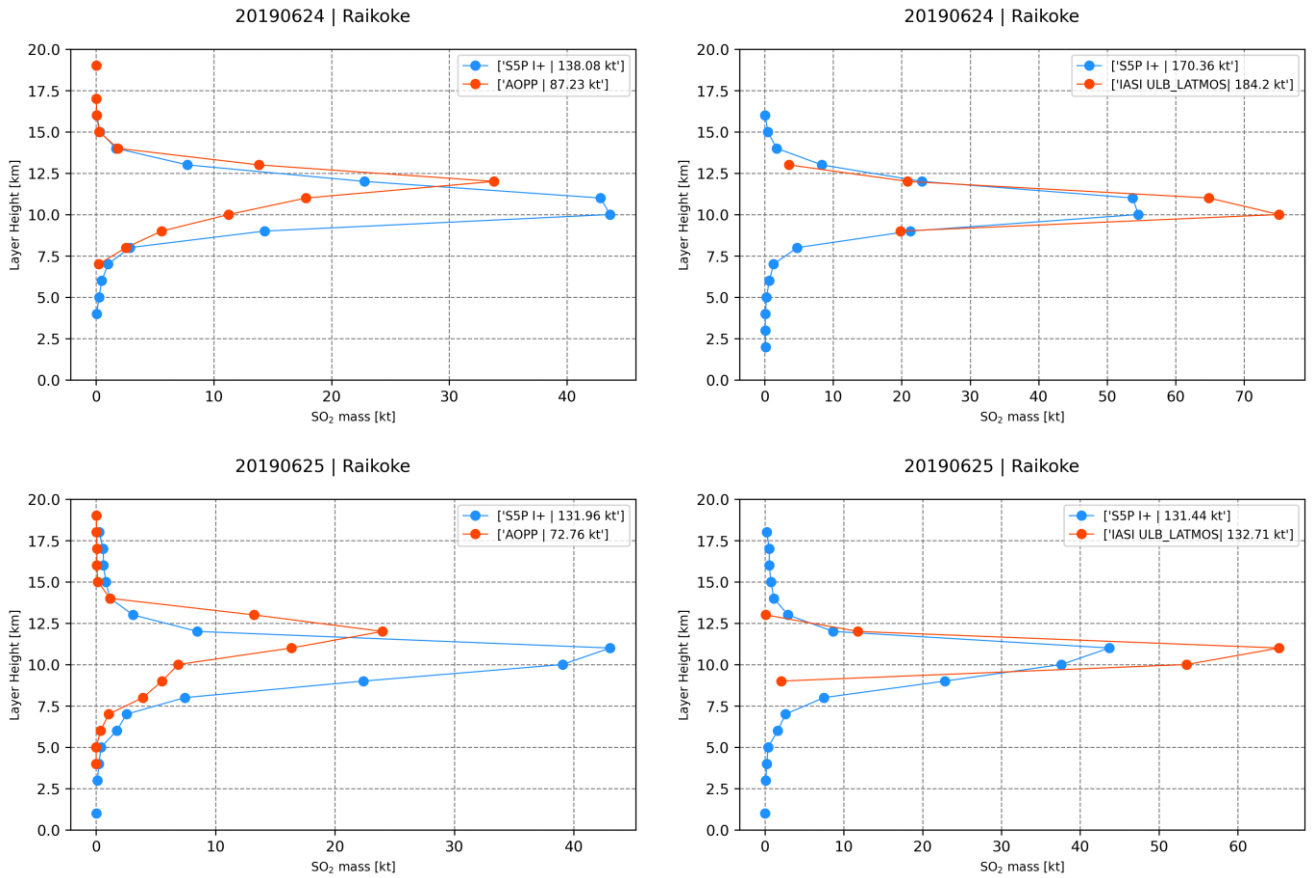 20190624 | Raikoke
20.0
17.5
15.0
12.5
10.0
7.5
5.0
2.5
0.0
Layer Height [km]
['S5P I+ | 138.08 kt']
['AOPP | 87.23 kt']
0 10 20 30 40
SO₂ mass [kt]
20190624 | Raikoke
20.0
17.5
15.0
12.5
10.0
7.5
5.0
2.5
0.0
Layer Height [km]
['S5P I+ | 170.36 kt']
['IASI ULB_LATMOS| 184.2 kt']
0 10 20 30 40 50 60 70
SO₂ mass [kt]
20190625 | Raikoke
20.0
17.5
15.0
12.5
10.0
7.5
5.0
2.5
0.0
Layer Height [km]
['S5P I+ | 131.96 kt']
['AOPP | 72.76 kt']
0 10 20 30 40
SO₂ mass [kt]
20190625 | Raikoke
20.0
17.5
15.0
12.5
10.0
7.5
5.0
2.5
0.0
Layer Height [km]
['S5P I+ | 131.44 kt']
['IASI ULB_LATMOS| 132.71 kt']
0 10 20 30 40 50 60
SO₂ mass [kt]